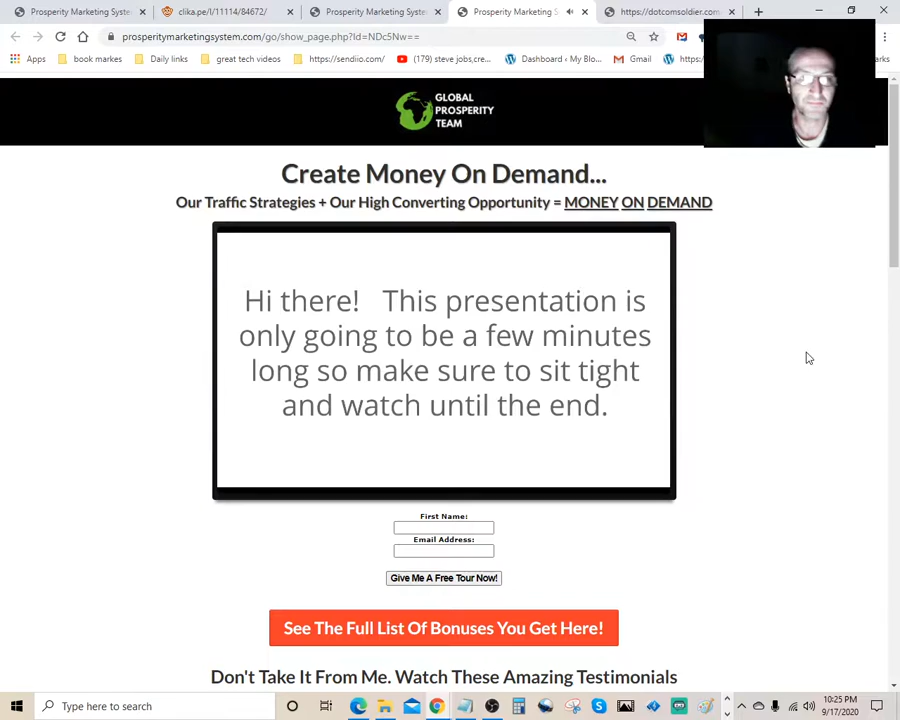 Prosperity Marketing Syste
clika.pe/l/11114/84672/
Prosperity Marketing System
Prosperity Marketing S
https://dotcomsoldier.com
prosperitymarketingsystem.com/go/show_page.php?Id=NDc5Nw==
Apps
book markes
Daily links
great tech videos
https://sendiio.com/
(179) steve jobs,cre...
Dashboard ‹ My Blo...
Gmail
GLOBAL
PROSPERITY
TEAM
Create Money On Demand...
Our Traffic Strategies + Our High Converting Opportunity = MONEY ON DEMAND
Hi there! This presentation is
only going to be a few minutes
long so make sure to sit tight
and watch until the end.
First Name:
Email Address:
Give Me A Free Tour Now!
See The Full List Of Bonuses You Get Here!
Don't Take It From Me. Watch These Amazing Testimonials
Type here to search
10:25 PM
9/17/2020